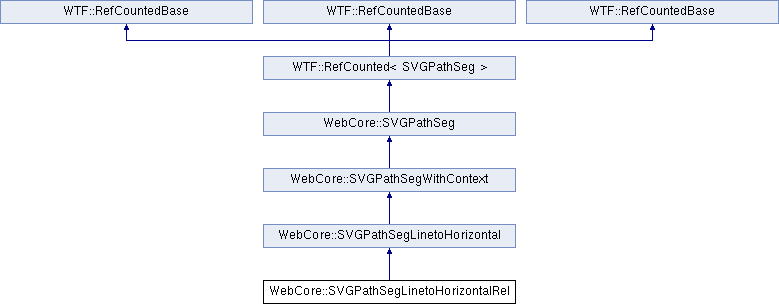 WTF::RefCountedBase
WTF::RefCountedBase
WTF::RefCountedBase
WTF::RefCounted< SVGPathSeg >
WebCore::SVGPathSeg
WebCore::SVGPathSegWithContext
WebCore::SVGPathSegLinetoHorizontal
WebCore::SVGPathSegLinetoHorizontalRel